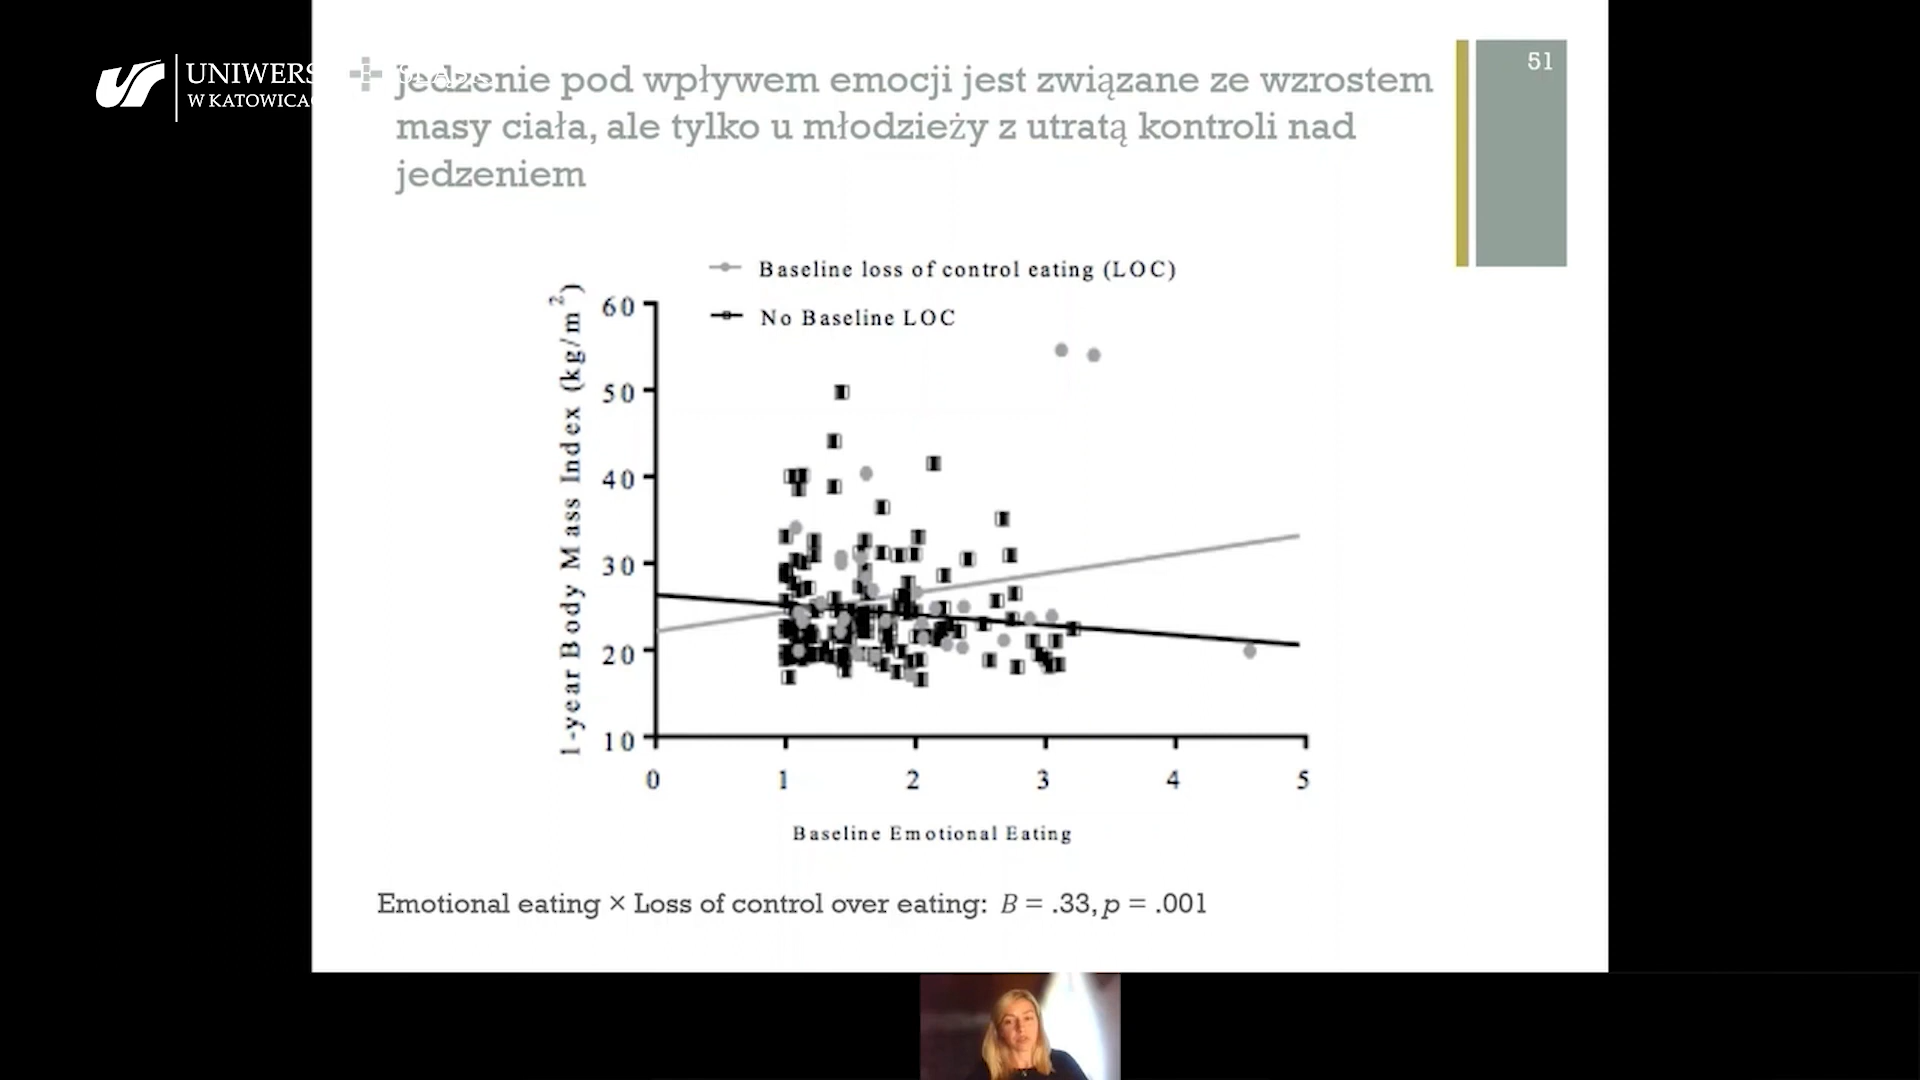 UNIWERS
W KATOWICAC
51
jedzenie pod wpływem emocji jest związane ze wzrostem
masy ciała, ale tylko u młodzieży z utratą kontroli nad
jedzeniem
Baseline loss of control eating (LOC)
No Baseline LOC
1-year Body Mass Index (kg/m²)
60
50
40
30
20
10
0 1 2 3 4 5
Baseline Emotional Eating
Emotional eating × Loss of control over eating: B = .33, p = .001